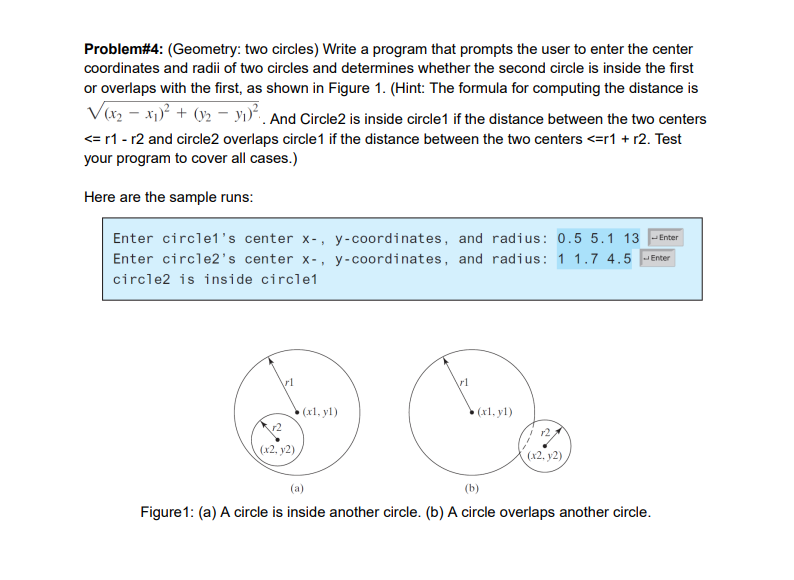 Problem#4: (Geometry: two circles) Write a program that prompts the user to enter the center
coordinates and radii of two circles and determines whether the second circle is inside the first
or overlaps with the first, as shown in Figure 1. (Hint: The formula for computing the distance is
√(x₂ − x₁)² + (y₂ − y₁)². And Circle2 is inside circle1 if the distance between the two centers
<= r1 - r2 and circle2 overlaps circle1 if the distance between the two centers <=r1 + r2. Test
your program to cover all cases.)
Here are the sample runs:
Enter circle1's center x-, y-coordinates, and radius: 0.5 5.1 13 ↵Enter
Enter circle2's center x-, y-coordinates, and radius: 1 1.7 4.5 ↵Enter
circle2 is inside circle1
r1
(x1, y1)
r2
(x2, y2)
(a)
r1
(x1, y1)
r2
(x2, y2)
(b)
Figure1: (a) A circle is inside another circle. (b) A circle overlaps another circle.